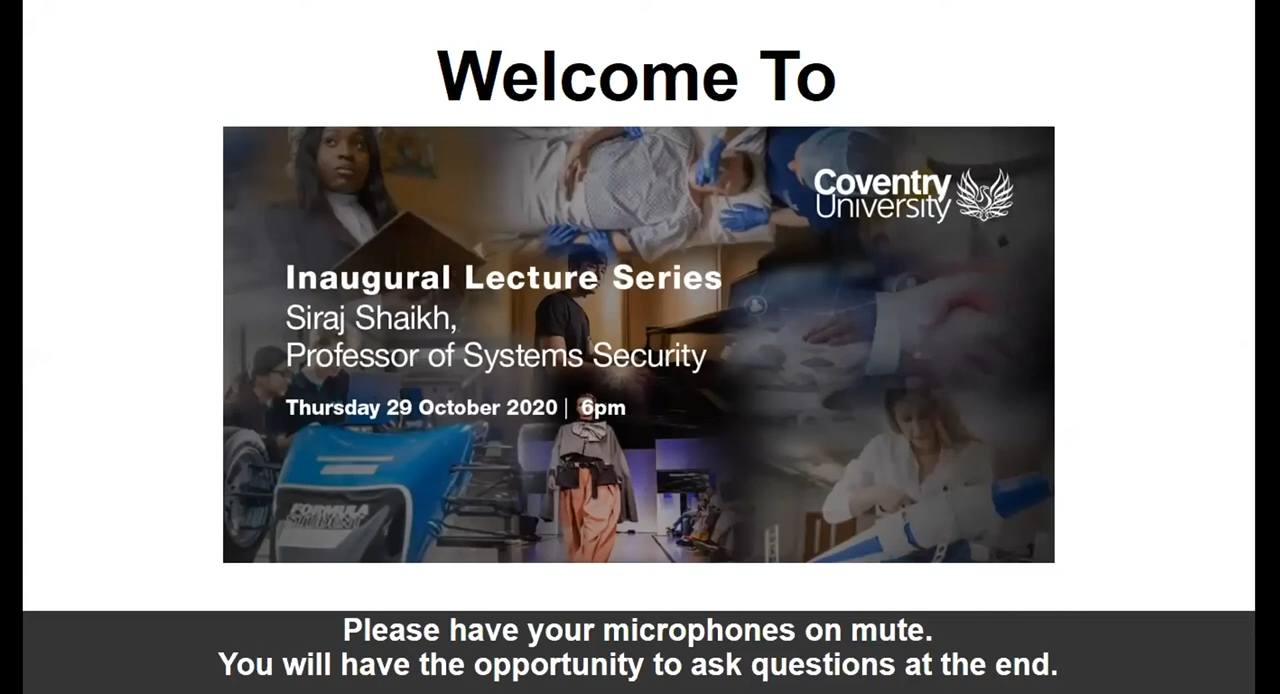 Welcome To
Coventry
University
Inaugural Lecture Series
Siraj Shaikh,
Professor of Systems Security
Thursday 29 October 2020 | 6pm
FORMULA
STUDENT
Please have your microphones on mute.
You will have the opportunity to ask questions at the end.